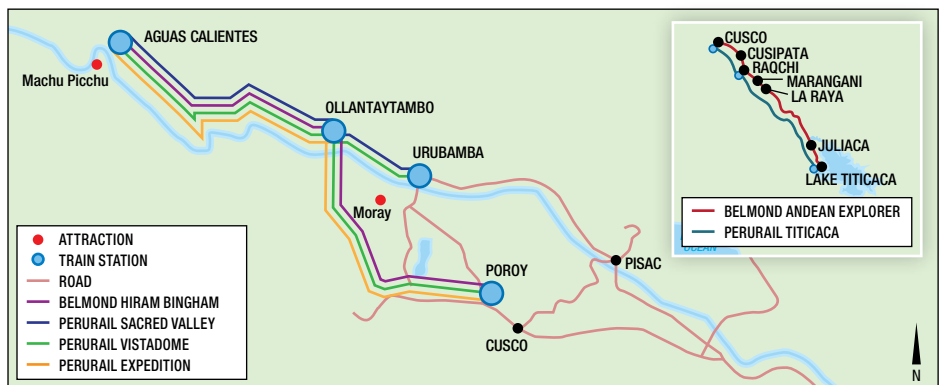 AGUAS CALIENTES
Machu Picchu
OLLANTAYTAMBO
URUBAMBA
Moray
POROY
PISAC
CUSCO
ATTRACTION
TRAIN STATION
ROAD
BELMOND HIRAM BINGHAM
PERURAIL SACRED VALLEY
PERURAIL VISTADOME
PERURAIL EXPEDITION
CUSCO
CUSIPATA
RAQCHI
MARANGANI
LA RAYA
JULIACA
LAKE TITICACA
BELMOND ANDEAN EXPLORER
PERURAIL TITICACA
OCEAN
N